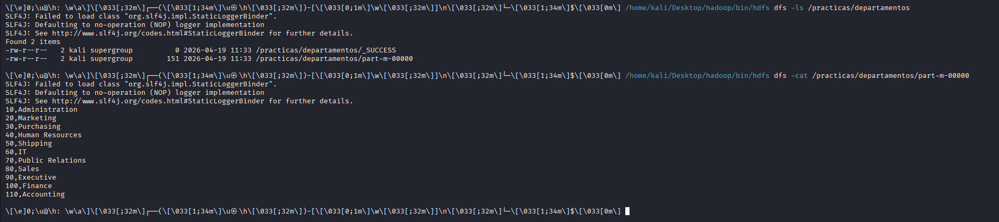 \[\e]0;\u@\h: \w\a\]\[\033[;32m\]┌──(\[\033[1;34m\]\u㉿\h\[\033[;32m\])-[\[\033[0;1m\]\w\[\033[;32m\]]\n\[\033[;32m\]└─\[\033[1;34m\]$\[\033[0m\] /home/kali/Desktop/hadoop/bin/hdfs dfs -ls /practicas/departamentos
SLF4J: Failed to load class "org.slf4j.impl.StaticLoggerBinder".
SLF4J: Defaulting to no-operation (NOP) logger implementation
SLF4J: See http://www.slf4j.org/codes.html#StaticLoggerBinder for further details.
Found 2 items
-rw-r--r--   2 kali supergroup          0 2026-04-19 11:33 /practicas/departamentos/_SUCCESS
-rw-r--r--   2 kali supergroup        151 2026-04-19 11:33 /practicas/departamentos/part-m-00000
\[\e]0;\u@\h: \w\a\]\[\033[;32m\]┌──(\[\033[1;34m\]\u㉿\h\[\033[;32m\])-[\[\033[0;1m\]\w\[\033[;32m\]]\n\[\033[;32m\]└─\[\033[1;34m\]$\[\033[0m\] /home/kali/Desktop/hadoop/bin/hdfs dfs -cat /practicas/departamentos/part-m-00000
SLF4J: Failed to load class "org.slf4j.impl.StaticLoggerBinder".
SLF4J: Defaulting to no-operation (NOP) logger implementation
SLF4J: See http://www.slf4j.org/codes.html#StaticLoggerBinder for further details.
10,Administration
20,Marketing
30,Purchasing
40,Human Resources
50,Shipping
60,IT
70,Public Relations
80,Sales
90,Executive
100,Finance
110,Accounting
\[\e]0;\u@\h: \w\a\]\[\033[;32m\]┌──(\[\033[1;34m\]\u㉿\h\[\033[;32m\])-[\[\033[0;1m\]\w\[\033[;32m\]]\n\[\033[;32m\]└─\[\033[1;34m\]$\[\033[0m\]